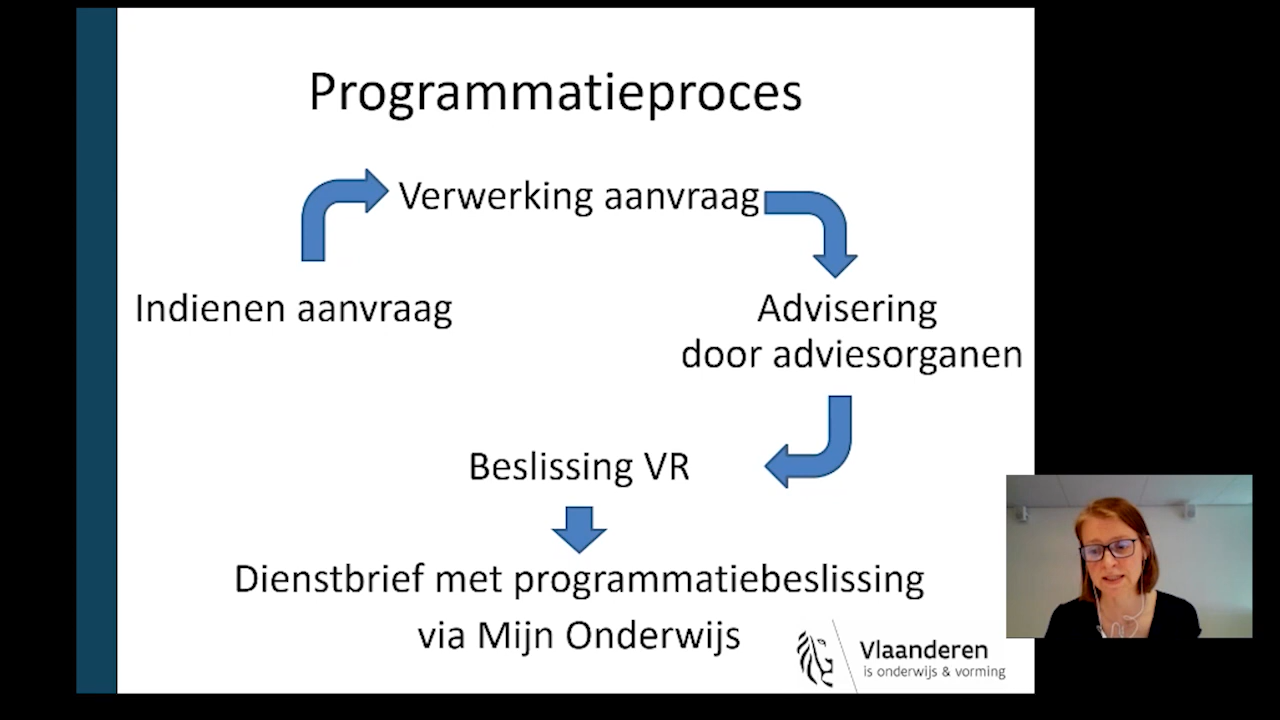 Programmatieproces
Verwerking aanvraag
Indienen aanvraag
Advisering
door adviesorganen
Beslissing VR
Dienstbrief met programmatiebeslissing
via Mijn Onderwijs
Vlaanderen
is onderwijs & vorming